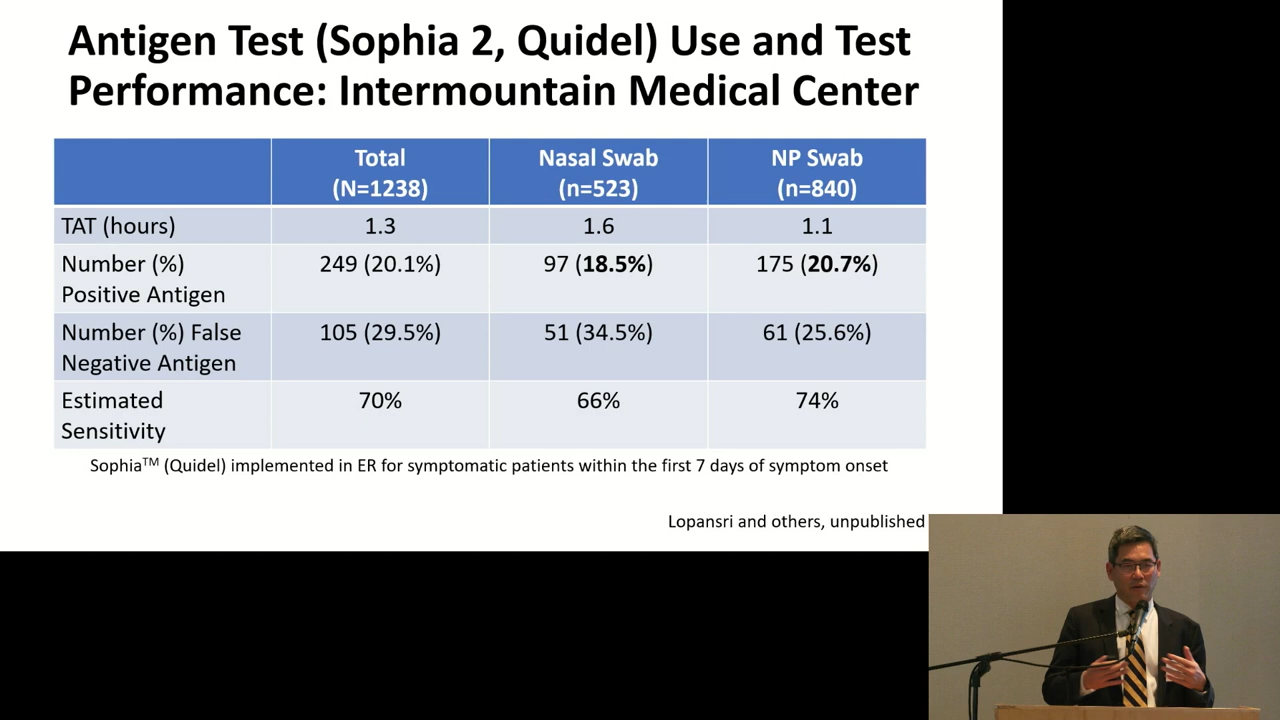 Antigen Test (Sophia 2, Quidel) Use and Test
Performance: Intermountain Medical Center
Total
(N=1238)
Nasal Swab
(n=523)
NP Swab
(n=840)
TAT (hours)
1.3
1.6
1.1
Number (%)
Positive Antigen
249 (20.1%)
97 (18.5%)
175 (20.7%)
Number (%) False
Negative Antigen
105 (29.5%)
51 (34.5%)
61 (25.6%)
Estimated
Sensitivity
70%
66%
74%
Sophia™ (Quidel) implemented in ER for symptomatic patients within the first 7 days of symptom onset
Lopansri and others, unpublished